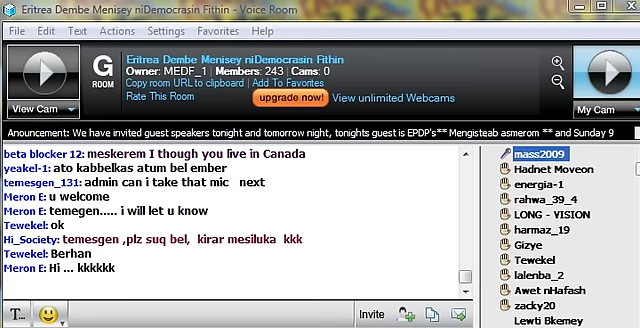 Eritrea Dembe Menisey niDemocrasin Fithin - Voice Room
File Edit Text Actions Settings Favorites Help
View Cam
G
ROOM
Eritrea Dembe Menisey niDemocrasin Fithin
Owner: MEDF_1 | Members: 243 | Cams: 0
Copy room URL to clipboard | Add To Favorites
Rate This Room
upgrade now! View unlimited Webcams
My Cam
Anouncement: We have invited guest speakers tonight and tomorrow night, tonights guest is EPDP's** Mengisteab asmerom ** and Sunday 9
beta blocker 12: meskerem I though you live in Canada
yeakel-1: ato kabbelkas atum bel ember
temesgen_131: admin can i take that mic next
Meron E: u welcome
Meron E: temegen..... i will let u know
Tewekel: ok
Hi_Society: temesgen ,plz suq bel, kirar mesiluka kkk
Tewekel: Berhan
Meron E: Hi ... kkkkkk
T...
Invite
mass2009
Hadnet Moveon
energia-1
rahwa_39_4
LONG - VISION
harmaz_19
Gizye
Tewekel
lalenba_2
Awet nHafash
zacky20
Lewti Bkemey